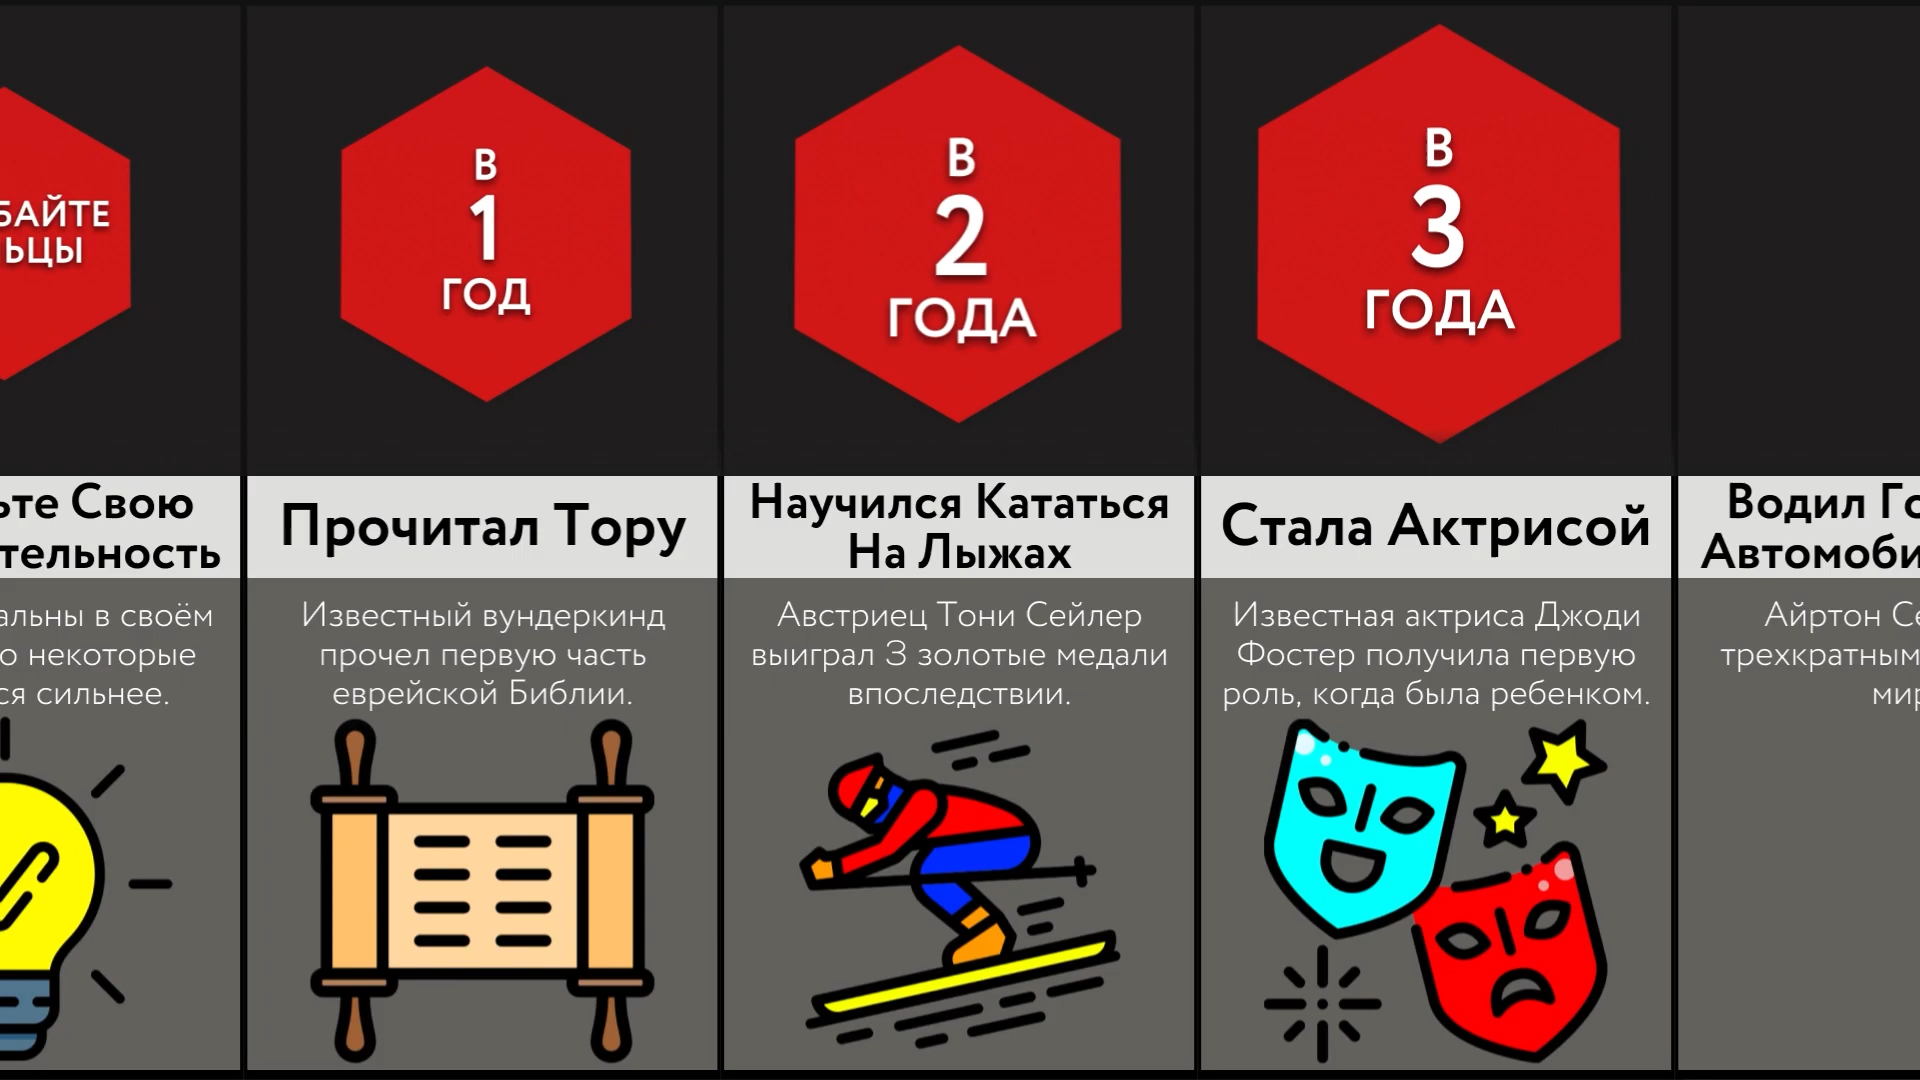 БАЙТЕ
ЬЦЫ
ьте Свою
тельность
альны в своём
о некоторые
ся сильнее.
В
1
ГОД
Прочитал Тору
Известный вундеркинд
прочел первую часть
еврейской Библии.
В
2
ГОДА
Научился Кататься
На Лыжах
Австриец Тони Сейлер
выиграл 3 золотые медали
впоследствии.
В
3
ГОДА
Стала Актрисой
Известная актриса Джоди
Фостер получила первую
роль, когда была ребенком.
Водил Го
Автомоби
Айртон Се
трехкратным
мир